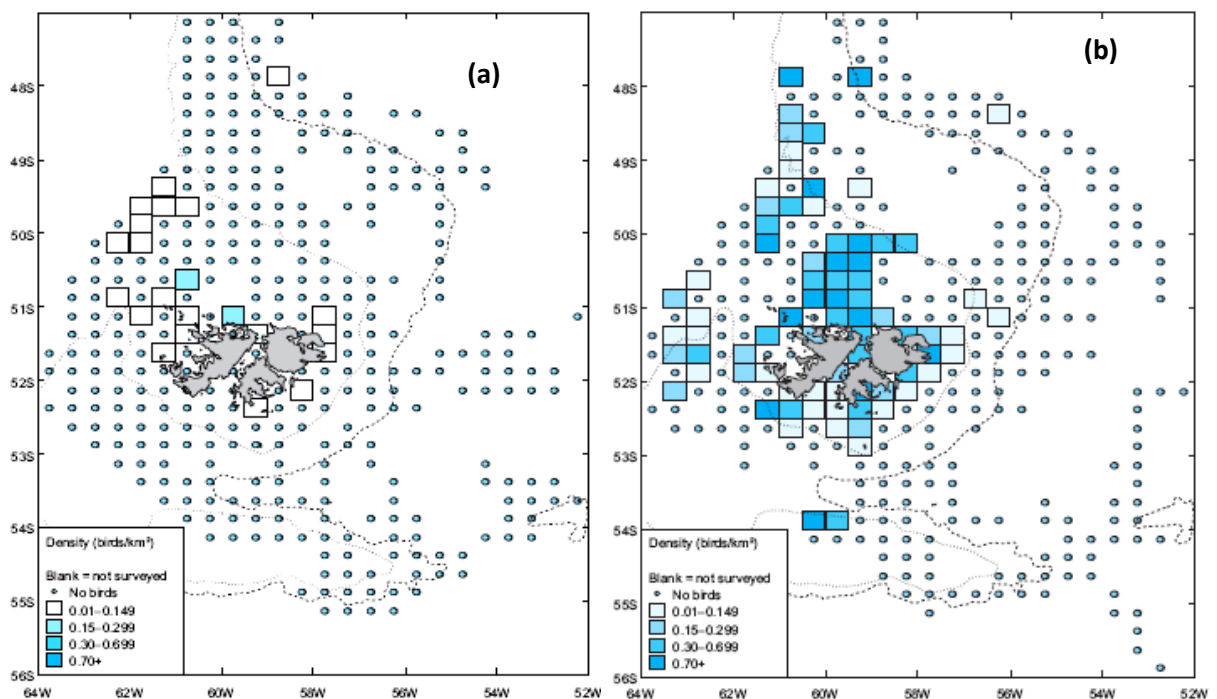 (a)
48S
49S
50S
51S
52S
53S
54S
55S
56S
Density (birds/km²)
Blank = not surveyed
No birds
0.01–0.149
0.15–0.299
0.30–0.699
0.70+
64W 62W 60W 58W 56W 54W 52W
(b)
48S
49S
50S
51S
52S
53S
54S
55S
56S
Density (birds/km²)
Blank = not surveyed
No birds
0.01–0.149
0.15–0.299
0.30–0.699
0.70+
64W 62W 60W 58W 56W 54W 52W